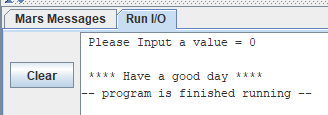 Mars Messages Run I/O
Please Input a value = 0
Clear
**** Have a good day ****
-- program is finished running --